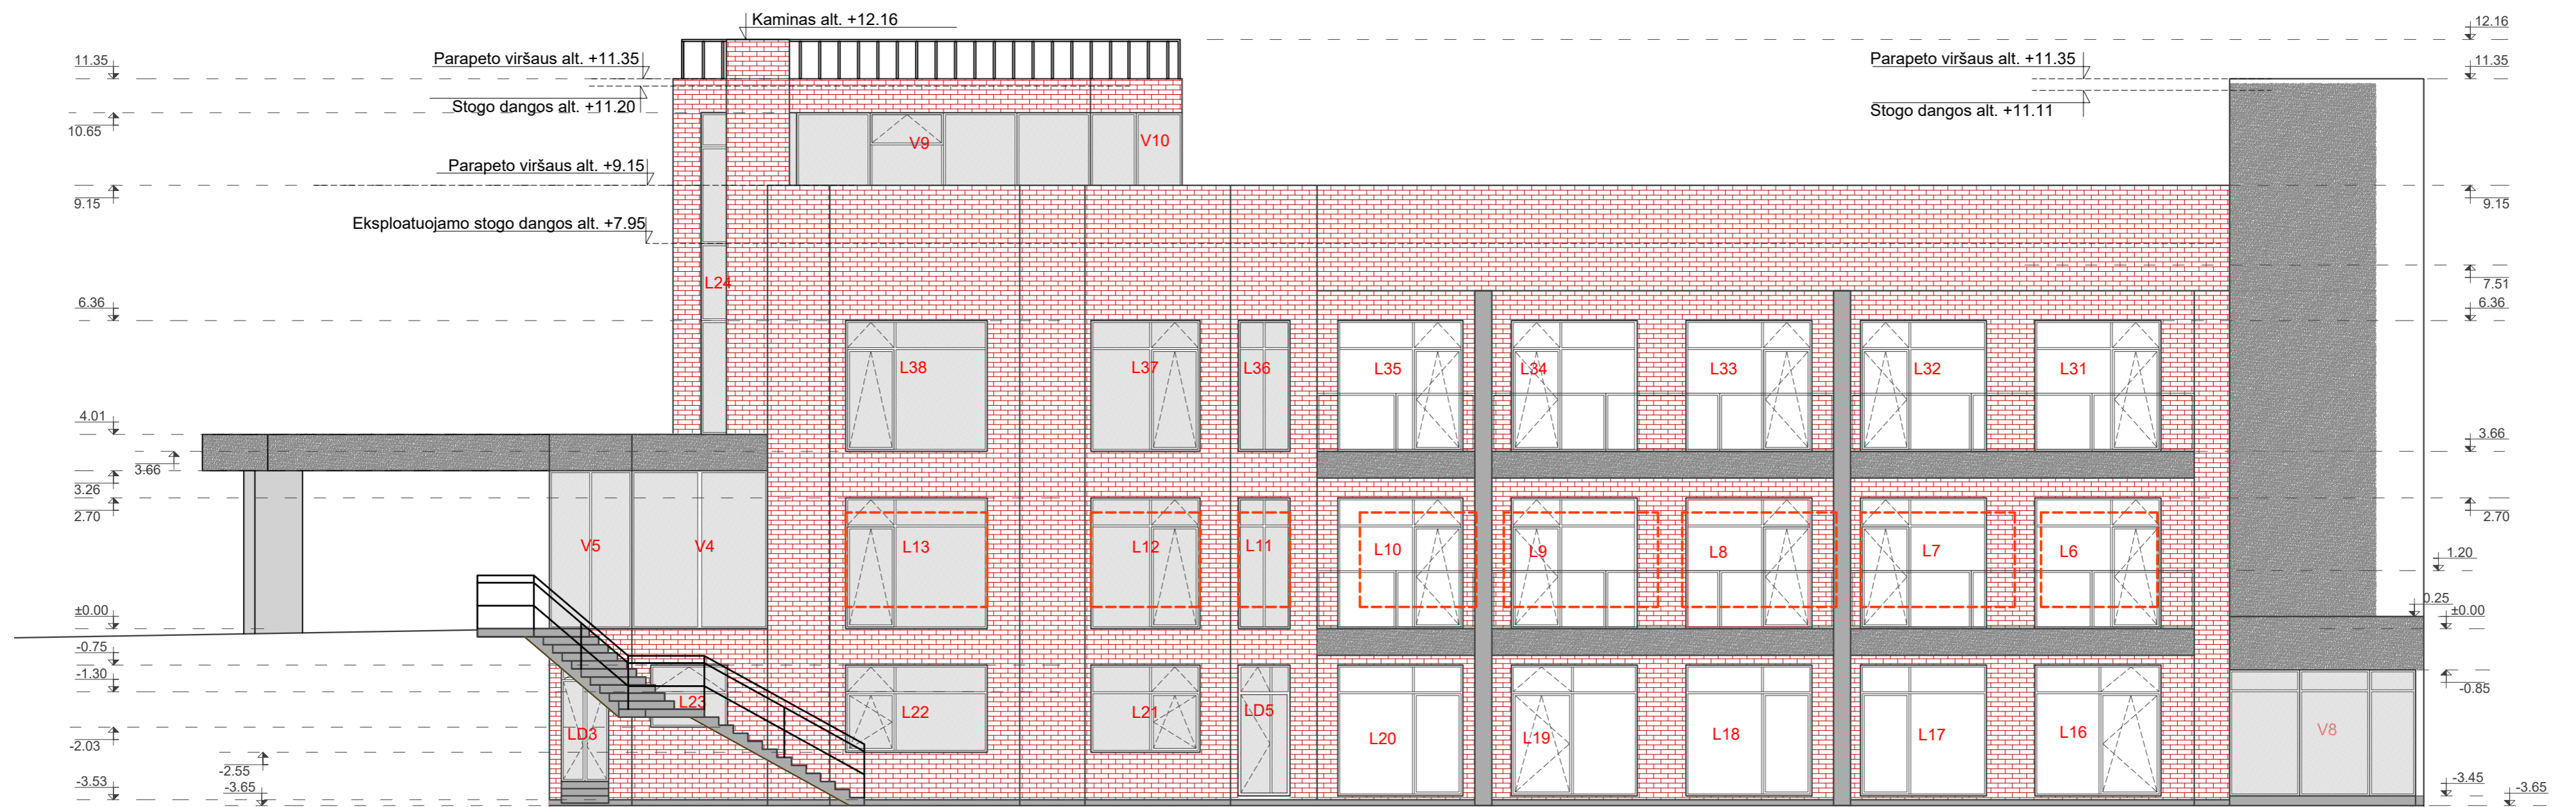 Kaminas alt. +12.16
12.16
Parapeto viršaus alt. +11.35
Parapeto viršaus alt. +11.35
11.35
11.35
Stogo dangos alt. +11.20
Stogo dangos alt. +11.11
10.65
V9
V10
Parapeto viršaus alt. +9.15
9.15
9.15
Eksploatuojamo stogo dangos alt. +7.95
L24
7.51
6.36
6.36
L38
L37
L36
L35
L34
L33
L32
L31
4.01
3.66
3.66
3.26
2.70
2.70
V5
V4
L13
L12
L11
L10
L9
L8
L7
L6
1.20
0.25
±0.00
±0.00
-0.75
-1.30
-0.85
L23
L22
L21
LD5
LD3
L20
L19
L18
L17
L16
V8
-2.03
-2.55
-3.53
-3.65
-3.45
-3.65